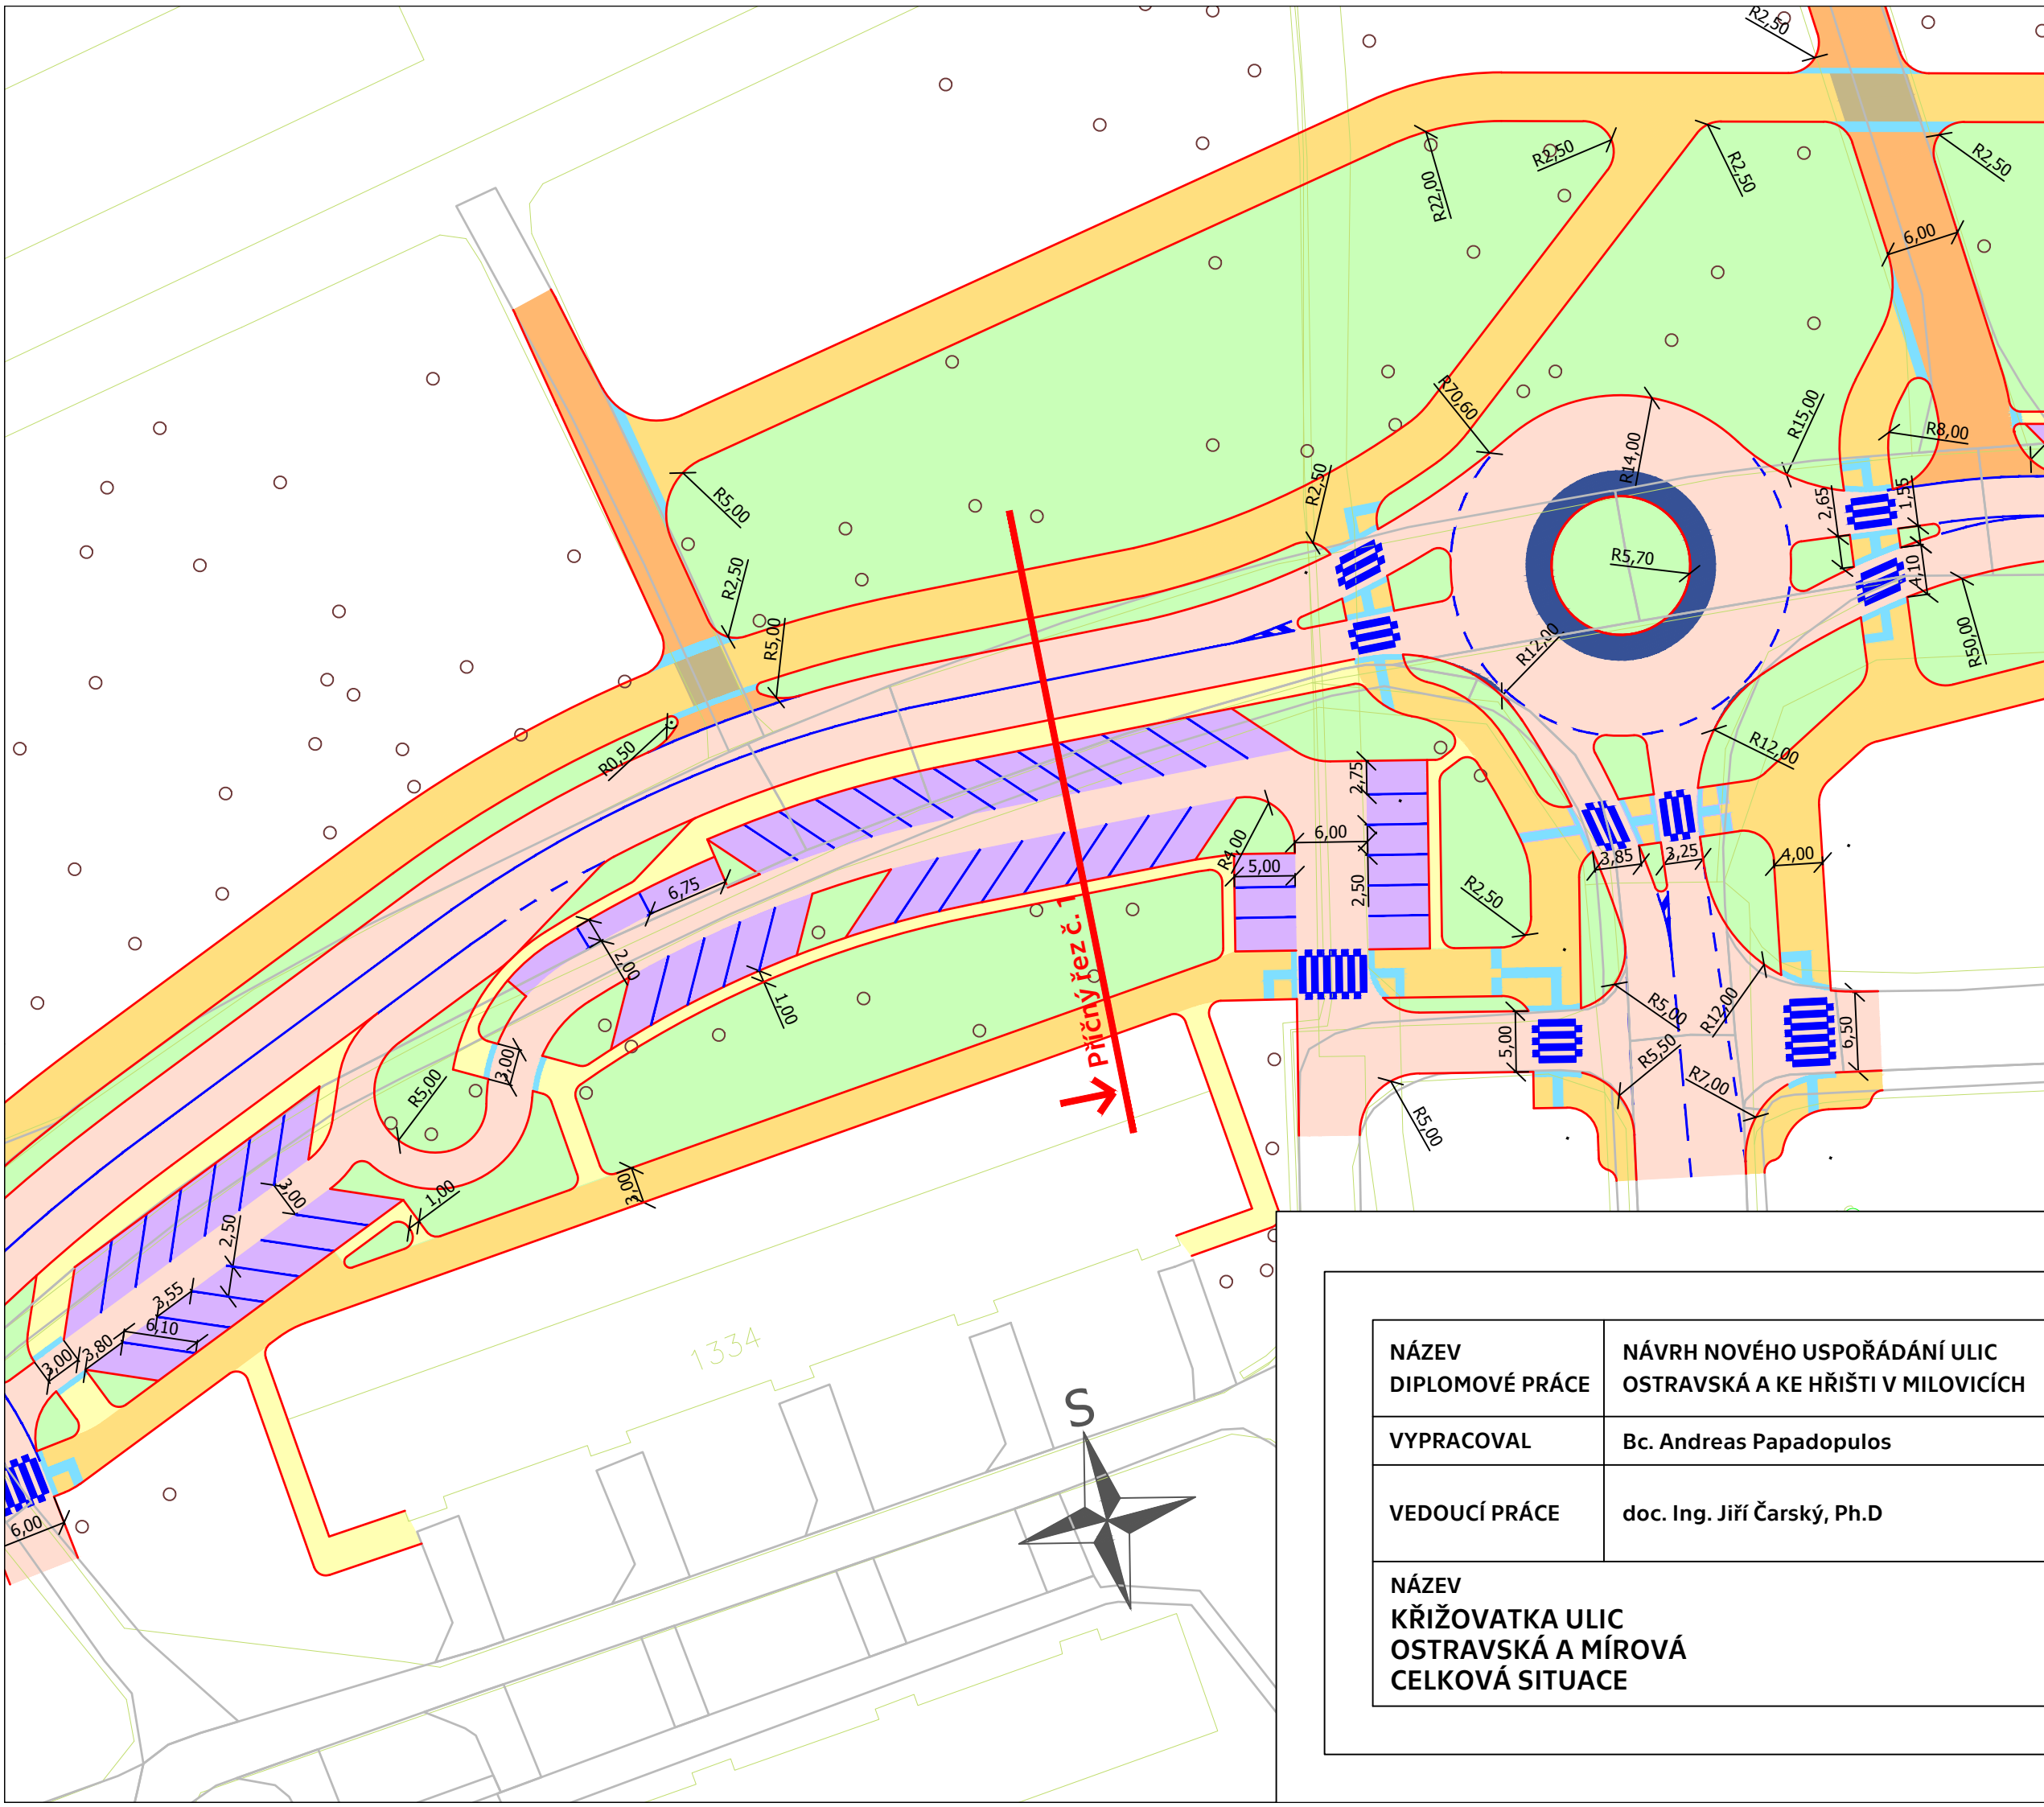 R2,50
R2,50
R22,00
R2,50
R2,50
6,00
R70,60
R14,00
R15,00
R8,00
R5,00
R2,50
2,65
1,55
R2,50
R5,00
R5,70
4,10
R12,00
R50,00
R0,50
R12,00
2,75
6,00
R4,00
5,00
2,50
3,85
3,25
4,00
6,75
R2,50
2,00
1,00
Příčný řez č. 1
R5,00
R12,00
5,00
6,50
R5,50
R7,00
3,00
R5,00
R5,00
3,00
1,00
3,00
2,50
3,55
6,10
3,80
3,00
1334
S
6,00
NÁZEV
DIPLOMOVÉ PRÁCE
NÁVRH NOVÉHO USPOŘÁDÁNÍ ULIC
OSTRAVSKÁ A KE HŘIŠTI V MILOVICÍCH
VYPRACOVAL
Bc. Andreas Papadopulos
VEDOUCÍ PRÁCE
doc. Ing. Jiří Čarský, Ph.D
NÁZEV
KŘIŽOVATKA ULIC
OSTRAVSKÁ A MÍROVÁ
CELKOVÁ SITUACE